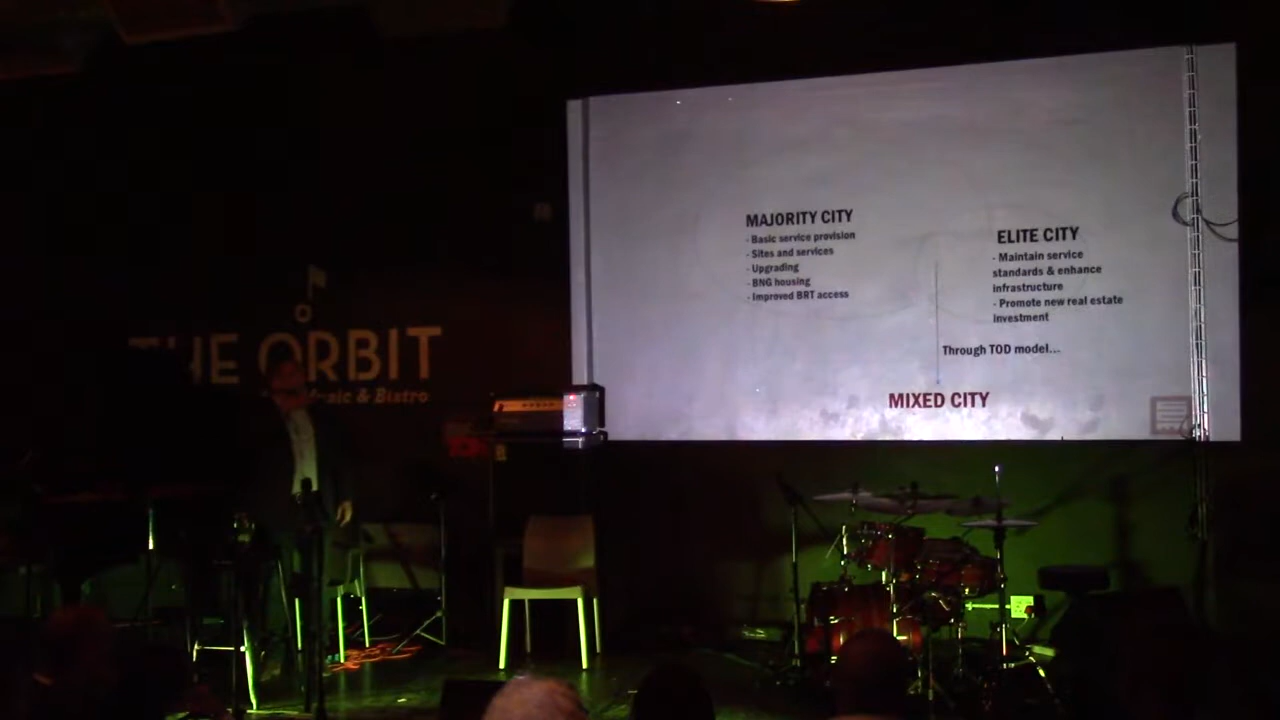 THE ORBIT
Music & Bistro
MAJORITY CITY
- Basic service provision
- Sites and services
- Upgrading
- BNG housing
- Improved BRT access
ELITE CITY
- Maintain service
standards & enhance
infrastructure
- Promote new real estate
investment
Through TOD model...
MIXED CITY